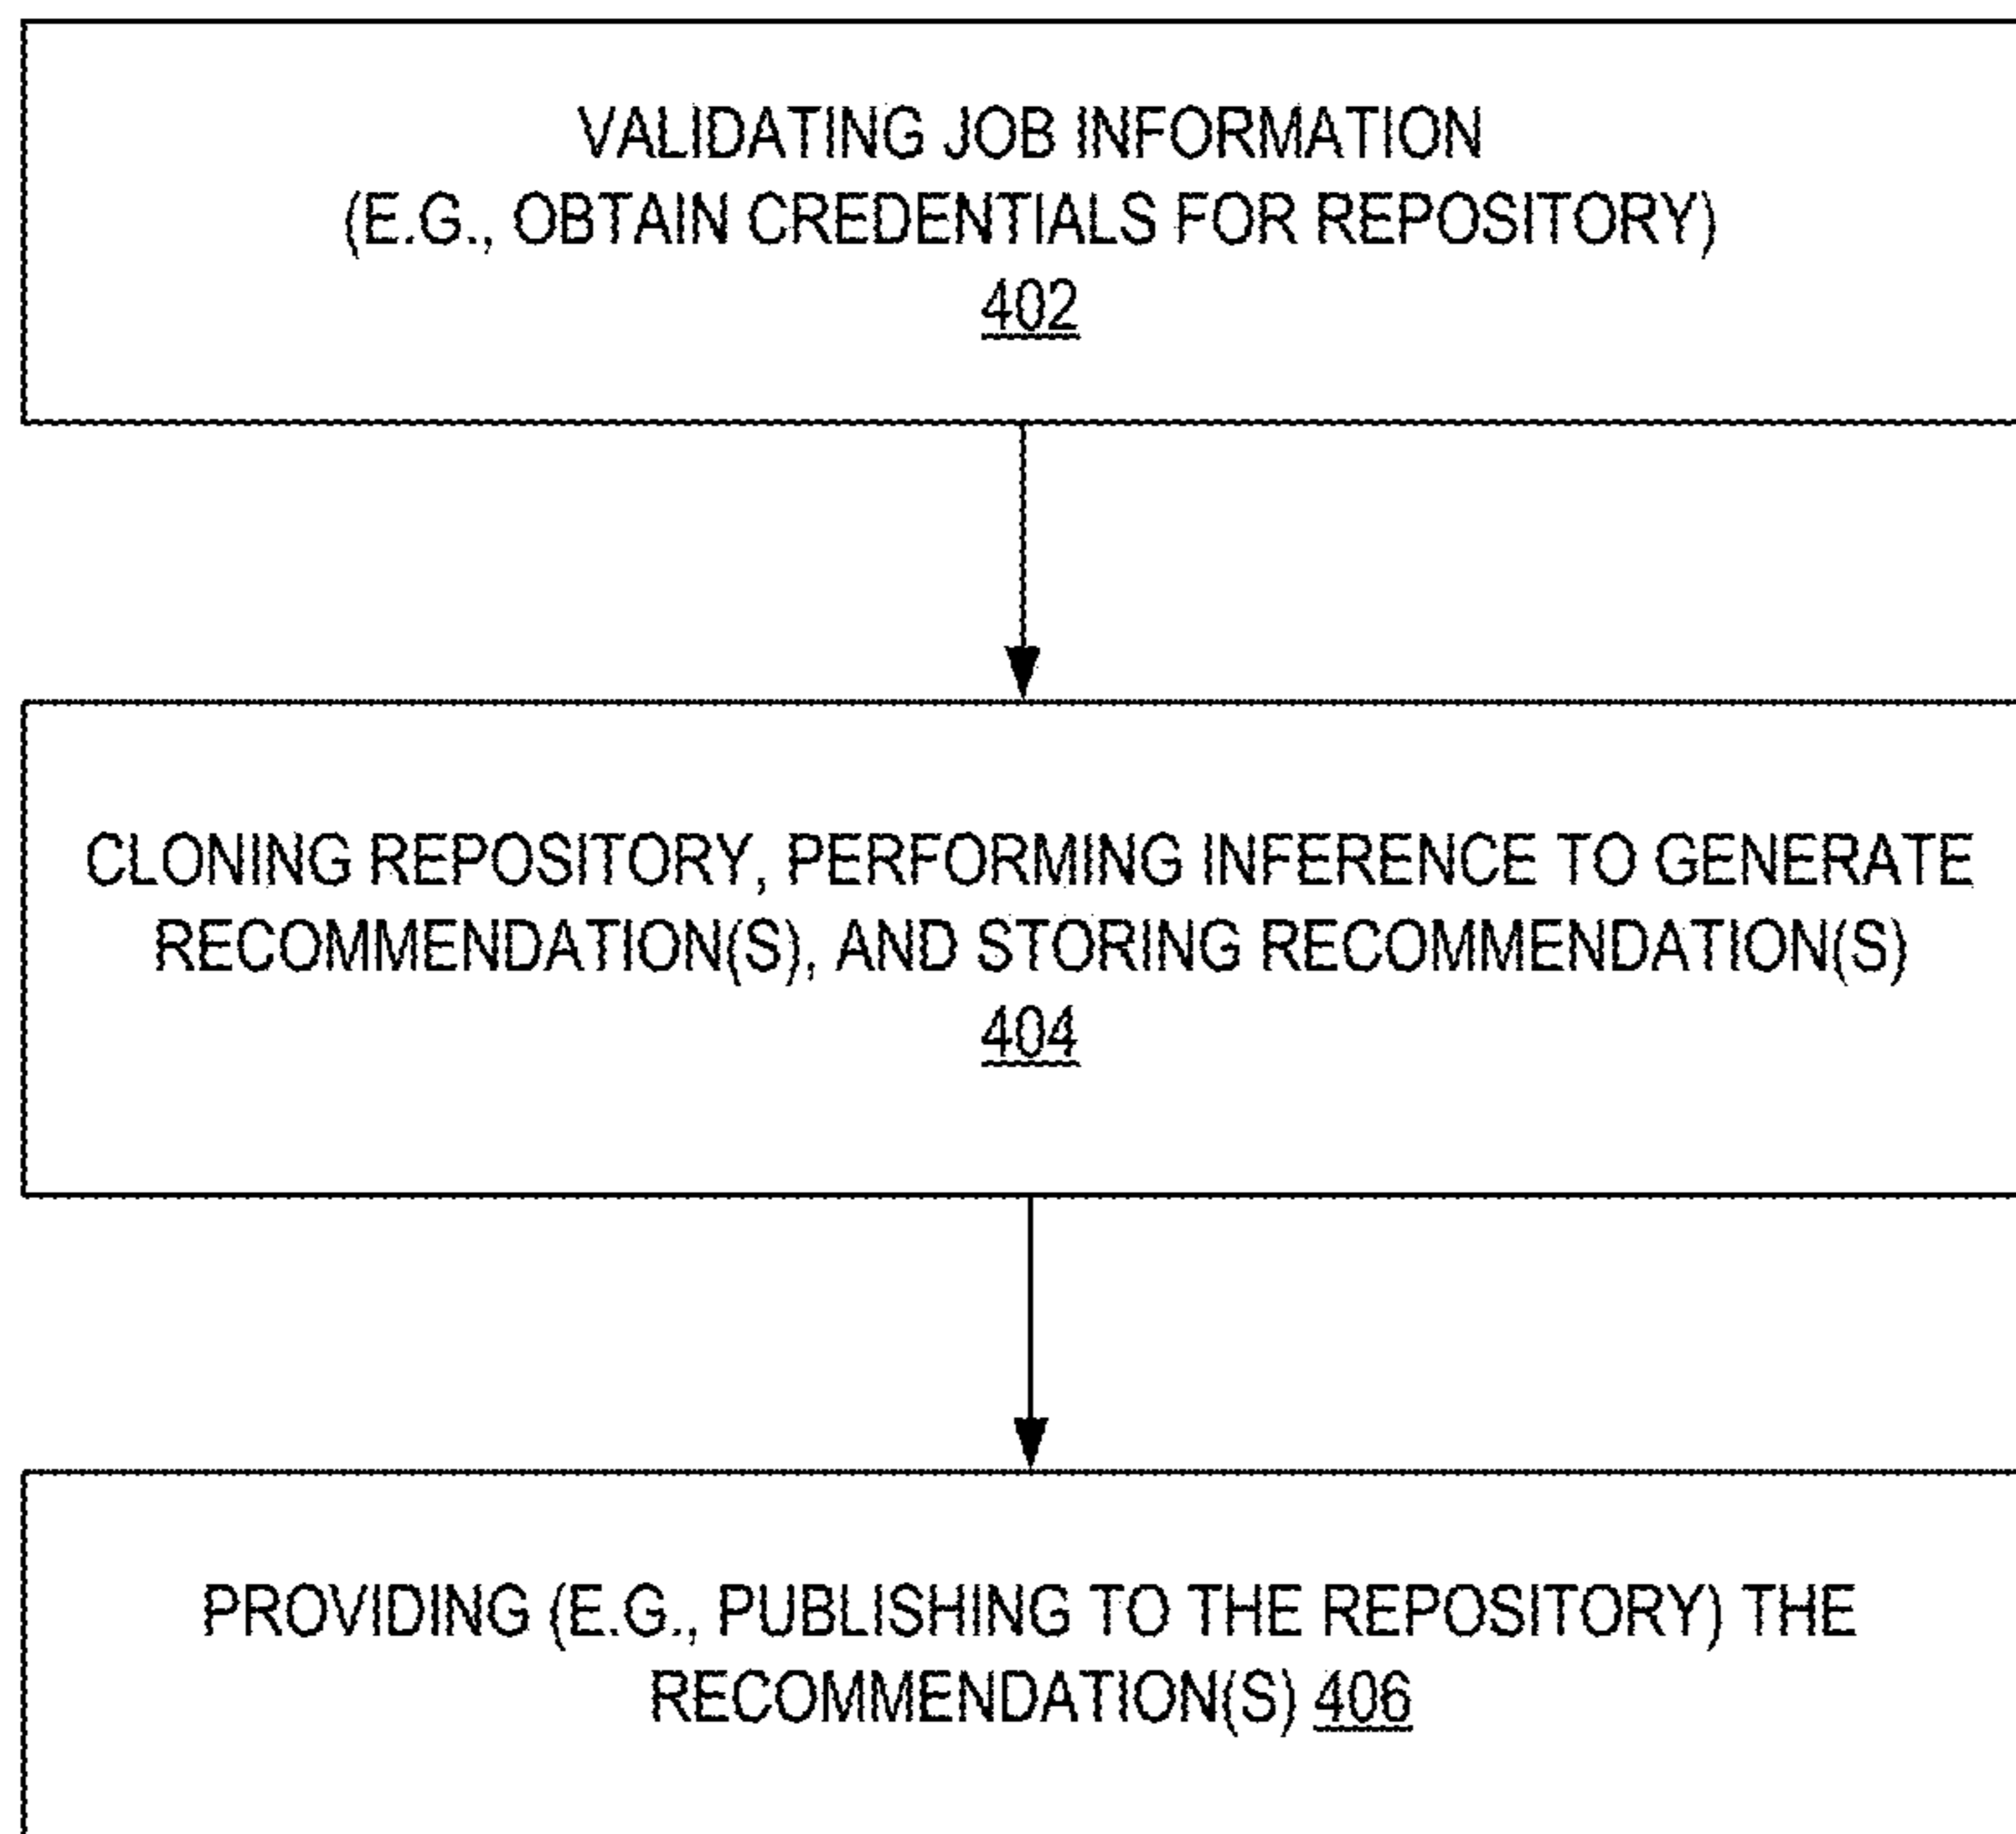 VALIDATING JOB INFORMATION
(E.G., OBTAIN CREDENTIALS FOR REPOSITORY)
402
CLONING REPOSITORY, PERFORMING INFERENCE TO GENERATE
RECOMMENDATION(S), AND STORING RECOMMENDATION(S)
404
PROVIDING (E.G., PUBLISHING TO THE REPOSITORY) THE
RECOMMENDATION(S) 406